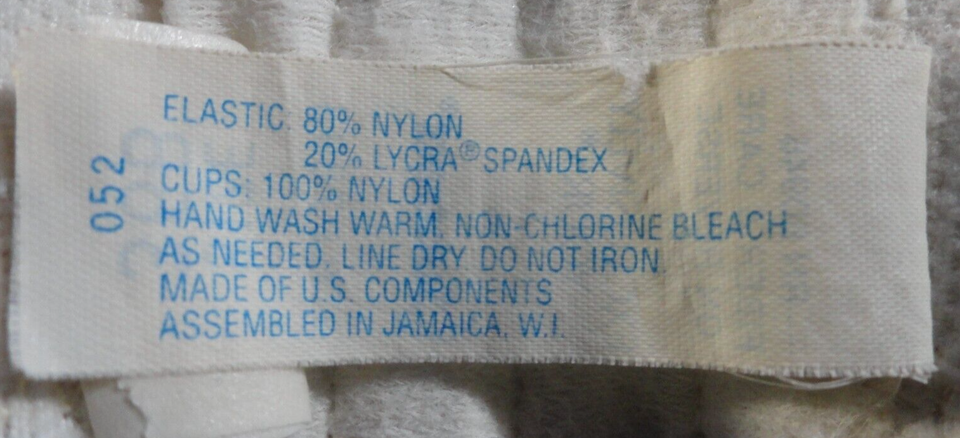 ELASTIC: 80% NYLON
20% LYCRA® SPANDEX
CUPS: 100% NYLON
HAND WASH WARM, NON-CHLORINE BLEACH
AS NEEDED, LINE DRY DO NOT IRON
MADE OF U.S. COMPONENTS
ASSEMBLED IN JAMAICA, W.I.
052